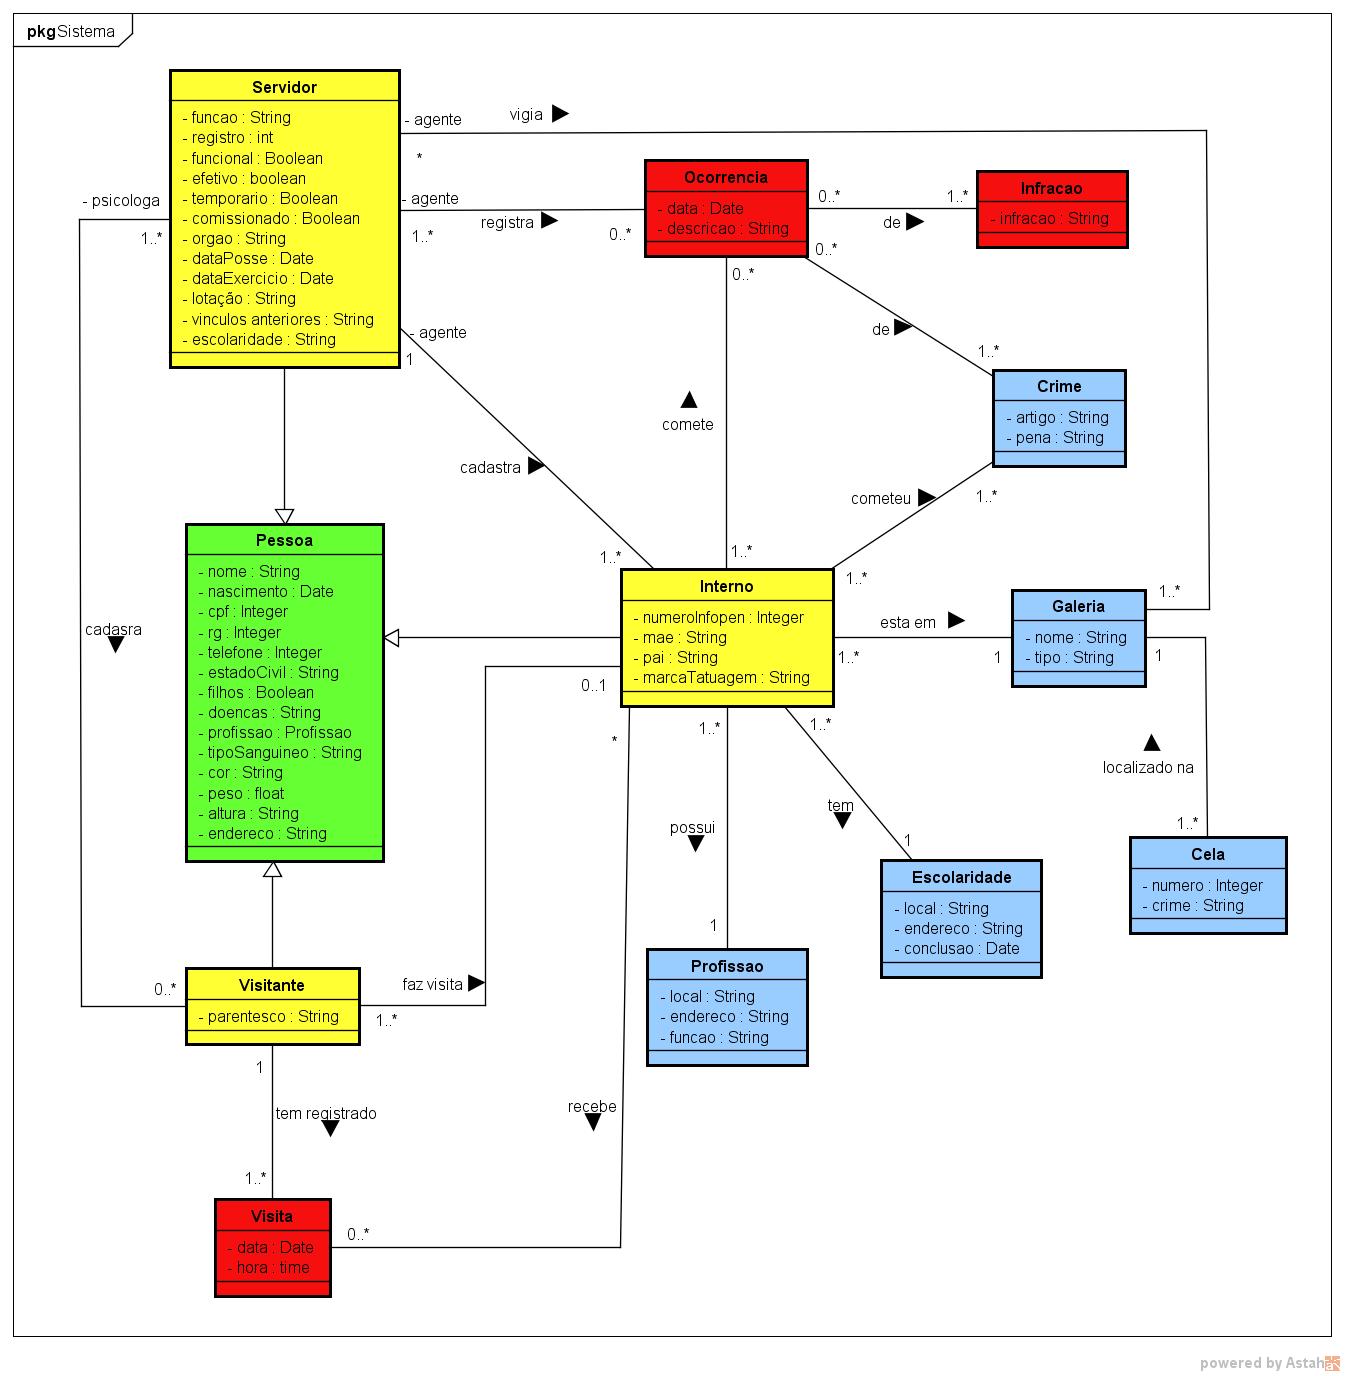 pkg Sistema
Servidor
- funcao : String
- registro : int
- funcional : Boolean
- efetivo : boolean
- temporario : Boolean
- comissionado : Boolean
- orgao : String
- dataPosse : Date
- dataExercicio : Date
- lotação : String
- vinculos anteriores : String
- escolaridade : String
- agente
vigia
*
- psicologa
1..*
- agente
registra
1..*
0..*
Ocorrencia
- data : Date
- descricao : String
0..*
1..*
de
Infracao
- infracao : String
0..*
0..*
de
1..*
- agente
1
Crime
- artigo : String
- pena : String
comete
cadastra
cometeu
1..*
1..*
1..*
1..*
Pessoa
- nome : String
- nascimento : Date
- cpf : Integer
- rg : Integer
- telefone : Integer
- estadoCivil : String
- filhos : Boolean
- doencas : String
- profissao : Profissao
- tipoSanguineo : String
- cor : String
- peso : float
- altura : String
- endereco : String
cadasra
Interno
- numeroInfopen : Integer
- mae : String
- pai : String
- marcaTatuagem : String
esta em
1..*
1
1..*
Galeria
- nome : String
- tipo : String
1
0..1
*
1..*
1..*
localizado na
1..*
tem
possui
1
1
Cela
- numero : Integer
- crime : String
Escolaridade
- local : String
- endereco : String
- conclusao : Date
Profissao
- local : String
- endereco : String
- funcao : String
0..*
Visitante
- parentesco : String
faz visita
1..*
1
tem registrado
recebe
1..*
Visita
- data : Date
- hora : time
0..*
powered by Astah